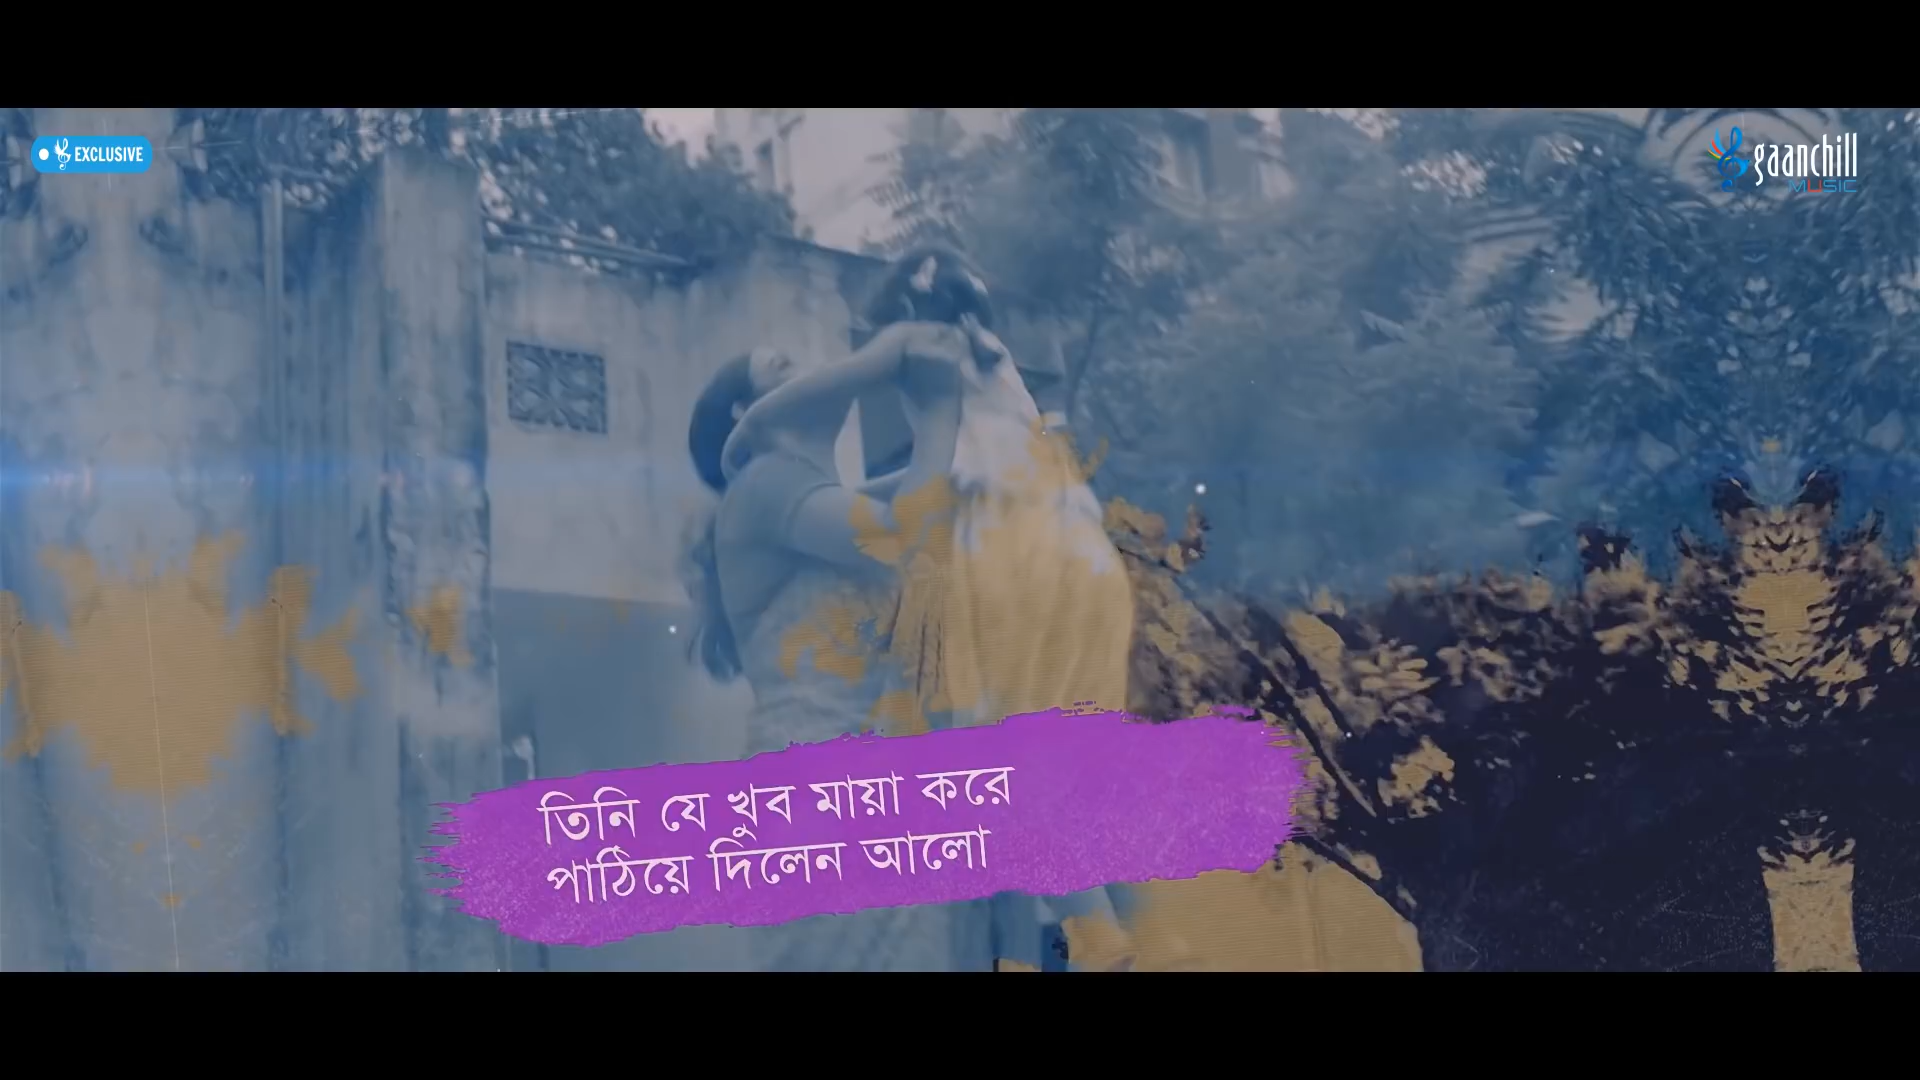 EXCLUSIVE
gaanchill
MUSIC
তিনি যে খুব মায়া করে
পাঠিয়ে দিলেন আলো